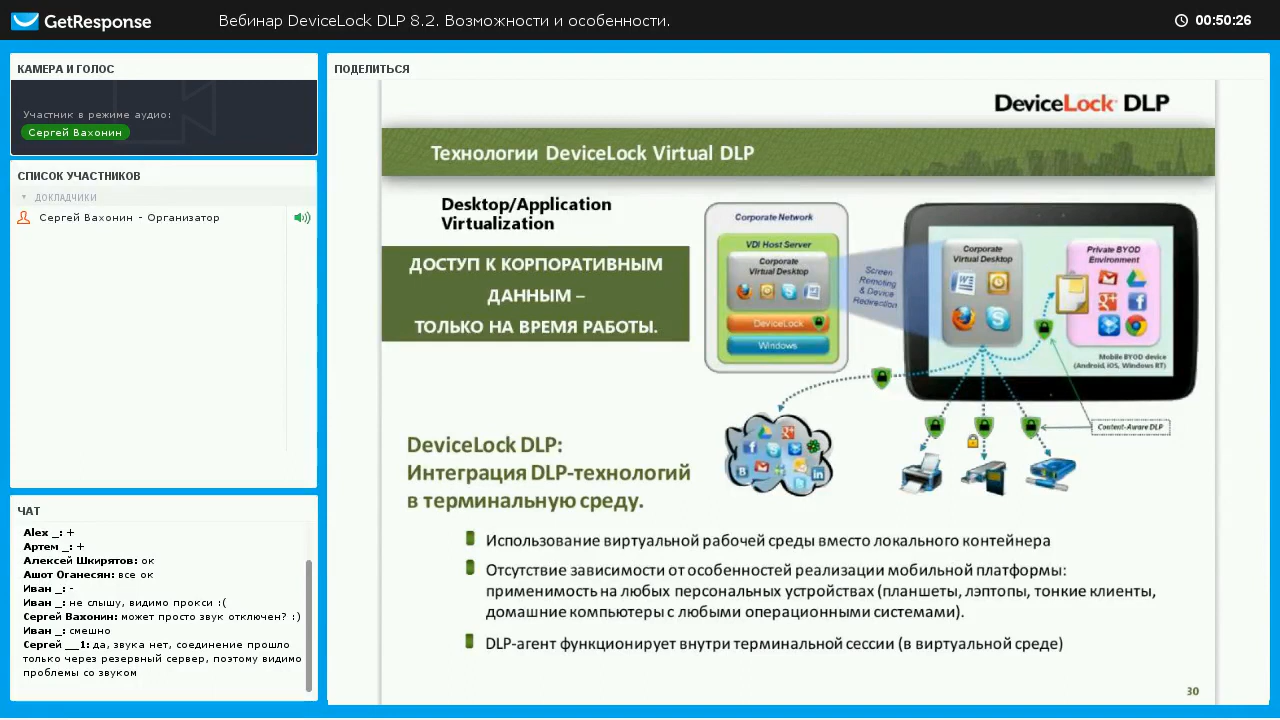 GetResponse
Вебинар DeviceLock DLP 8.2. Возможности и особенности.
00:50:26
КАМЕРА И ГОЛОС
Участник в режиме аудио:
Сергей Вахонин
СПИСОК УЧАСТНИКОВ
ДОКЛАДЧИКИ
Сергей Вахонин - Организатор
ЧАТ
Alex _: +
Артем _: +
Алексей Шкирятов: ок
Ашот Оганесян: все ок
Иван _: -
Иван _: не слышу, видимо прокси :(
Сергей Вахонин: может просто звук отключен? :)
Иван _: смешно
Сергей __1: да, звука нет, соединение прошло
только через резервный сервер, поэтому видимо
проблемы со звуком
ПОДЕЛИТЬСЯ
DeviceLock DLP
Технологии DeviceLock Virtual DLP
Desktop/Application
Virtualization
ДОСТУП К КОРПОРАТИВНЫМ
ДАННЫМ –
ТОЛЬКО НА ВРЕМЯ РАБОТЫ.
Corporate Network
VDI Host Server
Corporate
Virtual Desktop
DeviceLock
Windows
Screen
Remoting
& Device
Redirection
Corporate
Virtual Desktop
Private BYOD
Environment
Mobile BYOD device
(Android, iOS, Windows RT)
Content-Aware DLP
DeviceLock DLP:
Интеграция DLP-технологий
в терминальную среду.
Использование виртуальной рабочей среды вместо локального контейнера
Отсутствие зависимости от особенностей реализации мобильной платформы:
применимость на любых персональных устройствах (планшеты, лэптопы, тонкие клиенты,
домашние компьютеры с любыми операционными системами).
DLP-агент функционирует внутри терминальной сессии (в виртуальной среде)
30